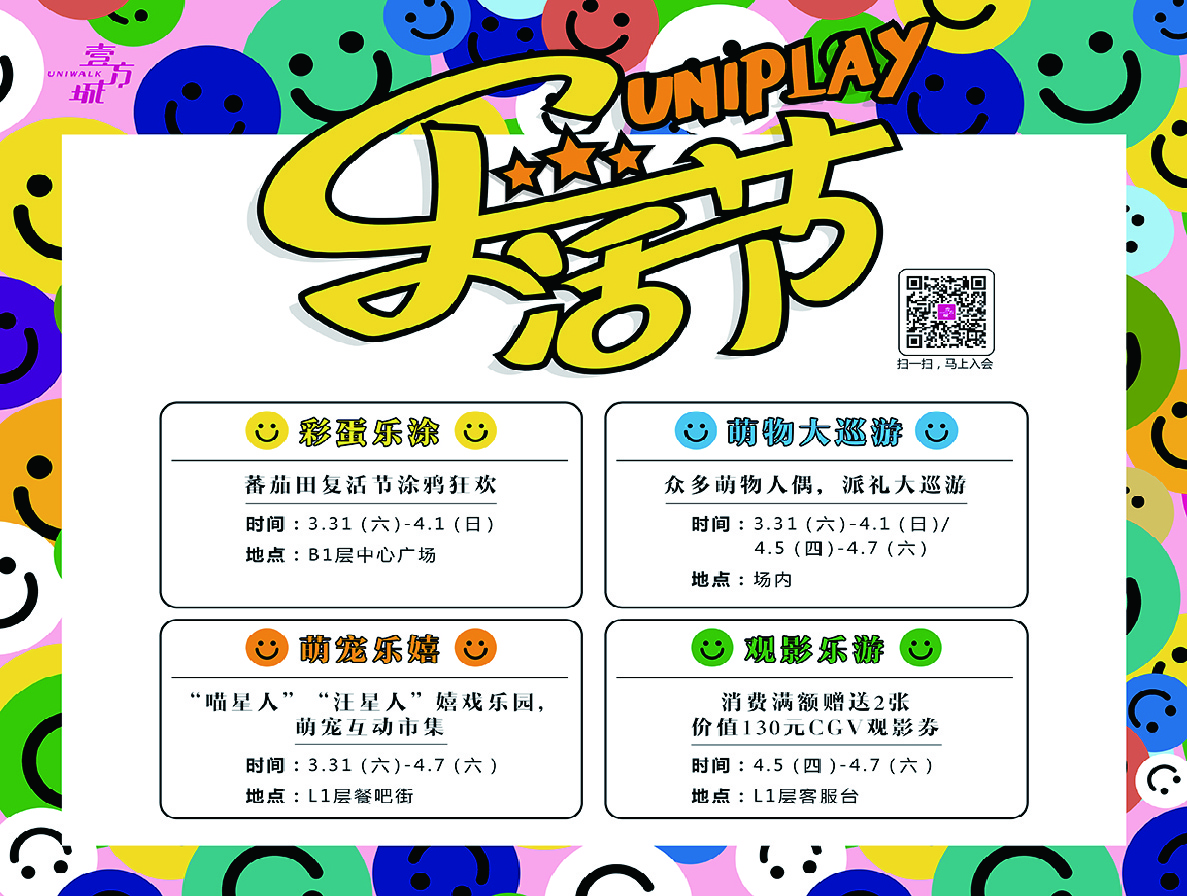 壹方城
UNIWALK
UNIPLAY
乐活节
扫一扫，马上入会
彩蛋乐涂
蕃茄田复活节涂鸦狂欢
时间：3.31 (六)-4.1 (日)
地点：B1层中心广场
萌物大巡游
众多萌物人偶，派礼大巡游
时间：3.31 (六)-4.1 (日)/
4.5 (四)-4.7 (六)
地点：场内
萌宠乐嬉
“喵星人”“汪星人”嬉戏乐园，
萌宠互动市集
时间：3.31 (六)-4.7 (六)
地点：L1层餐吧街
观影乐游
消费满额赠送2张
价值130元CGV观影券
时间：4.5 (四)-4.7 (六)
地点：L1层客服台